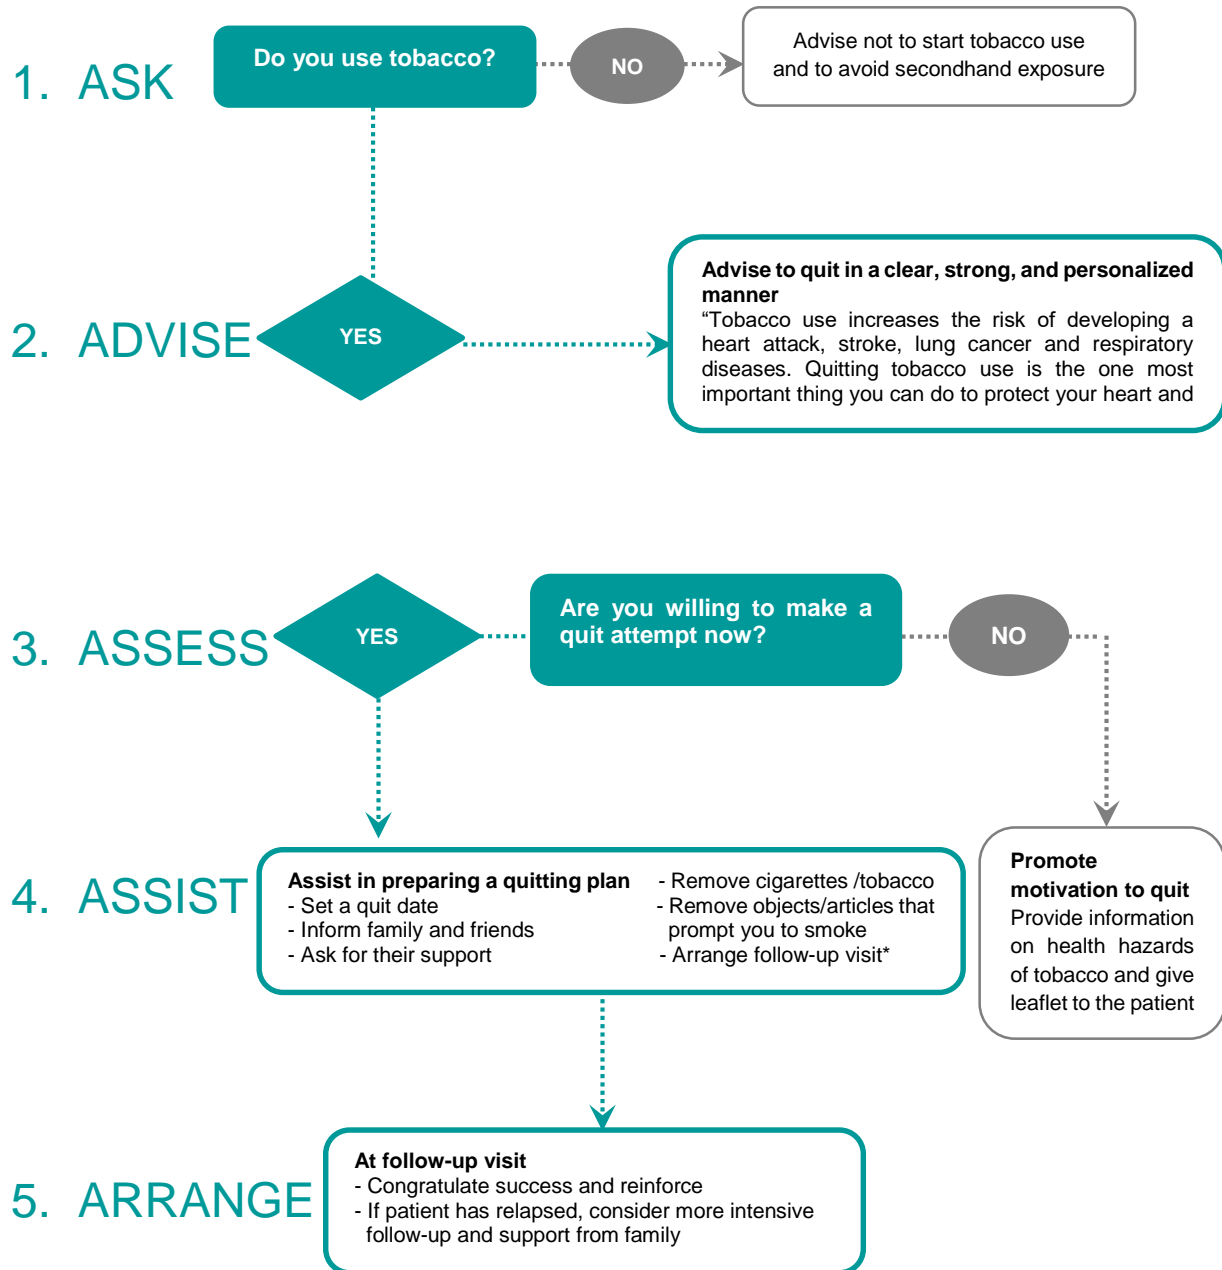 1. ASK
Do you use tobacco?
NO
Advise not to start tobacco use
and to avoid secondhand exposure
2. ADVISE
YES
Advise to quit in a clear, strong, and personalized
manner
“Tobacco use increases the risk of developing a
heart attack, stroke, lung cancer and respiratory
diseases. Quitting tobacco use is the one most
important thing you can do to protect your heart and
3. ASSESS
YES
Are you willing to make a
quit attempt now?
NO
4. ASSIST
Assist in preparing a quitting plan
- Set a quit date
- Inform family and friends
- Ask for their support
- Remove cigarettes /tobacco
- Remove objects/articles that
prompt you to smoke
- Arrange follow-up visit*
Promote
motivation to quit
Provide information
on health hazards
of tobacco and give
leaflet to the patient
5. ARRANGE
At follow-up visit
- Congratulate success and reinforce
- If patient has relapsed, consider more intensive
follow-up and support from family